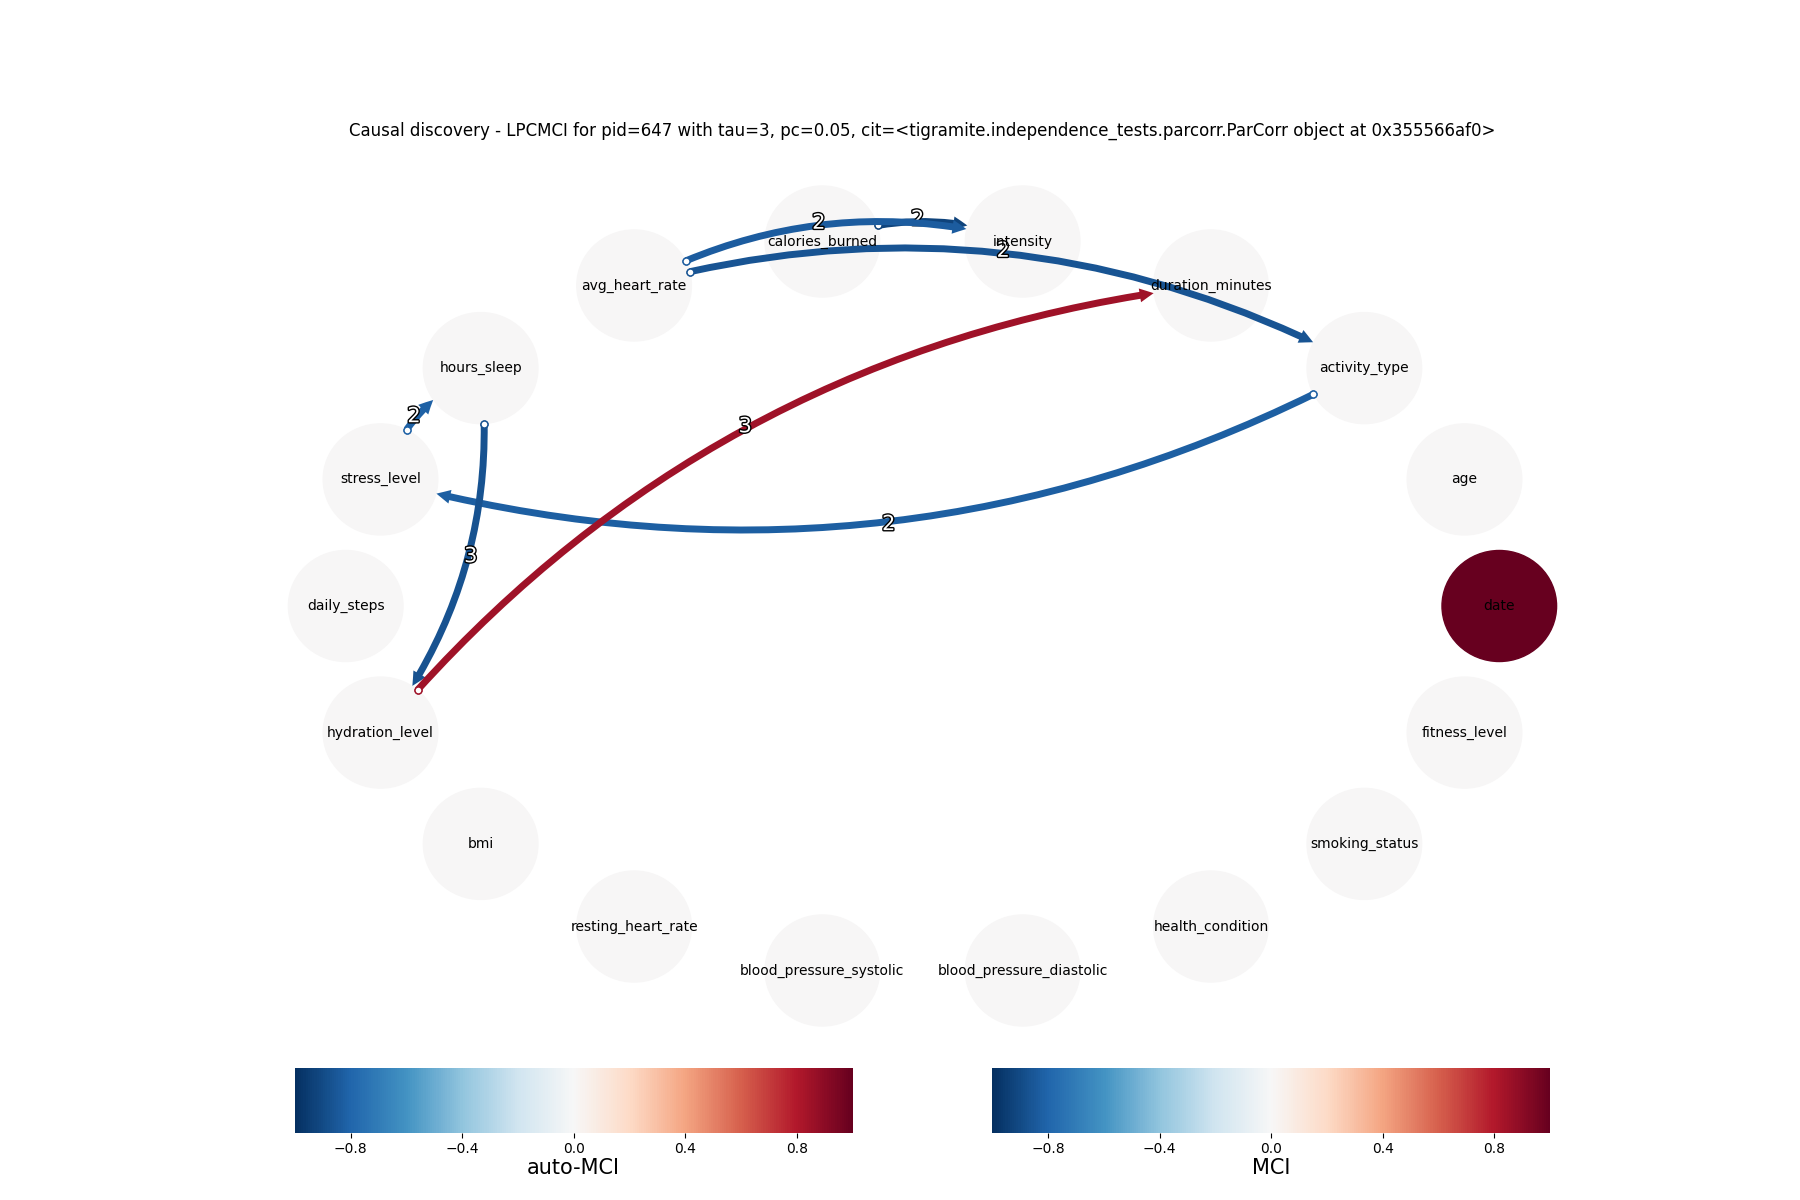 Causal discovery - LPCMCI for pid=647 with tau=3, pc=0.05, cit=<tigramite.independence_tests.parcorr.ParCorr object at 0x355566af0>
2
2
calories_burned
intensity
2
avg_heart_rate
duration_minutes
hours_sleep
activity_type
2
3
stress_level
age
2
3
daily_steps
date
hydration_level
fitness_level
bmi
smoking_status
resting_heart_rate
health_condition
blood_pressure_systolic
blood_pressure_diastolic
−0.8 −0.4 0.0 0.4 0.8
auto-MCI
−0.8 −0.4 0.0 0.4 0.8
MCI